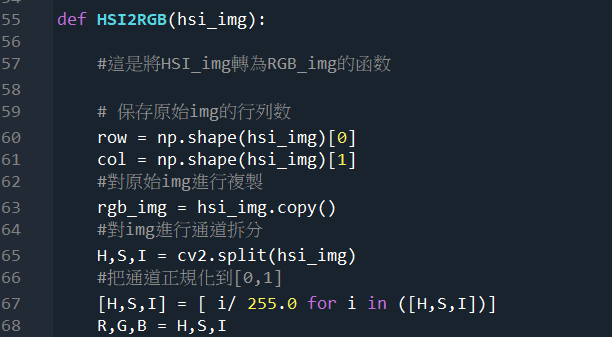 55 def HSI2RGB(hsi_img):
56
57 #這是將HSI_img轉為RGB_img的函数
58
59 # 保存原始img的行列数
60 row = np.shape(hsi_img)[0]
61 col = np.shape(hsi_img)[1]
62 #對原始img進行複製
63 rgb_img = hsi_img.copy()
64 #對img進行通道拆分
65 H,S,I = cv2.split(hsi_img)
66 #把通道正規化到[0,1]
67 [H,S,I] = [ i/ 255.0 for i in ([H,S,I])]
68 R,G,B = H,S,I